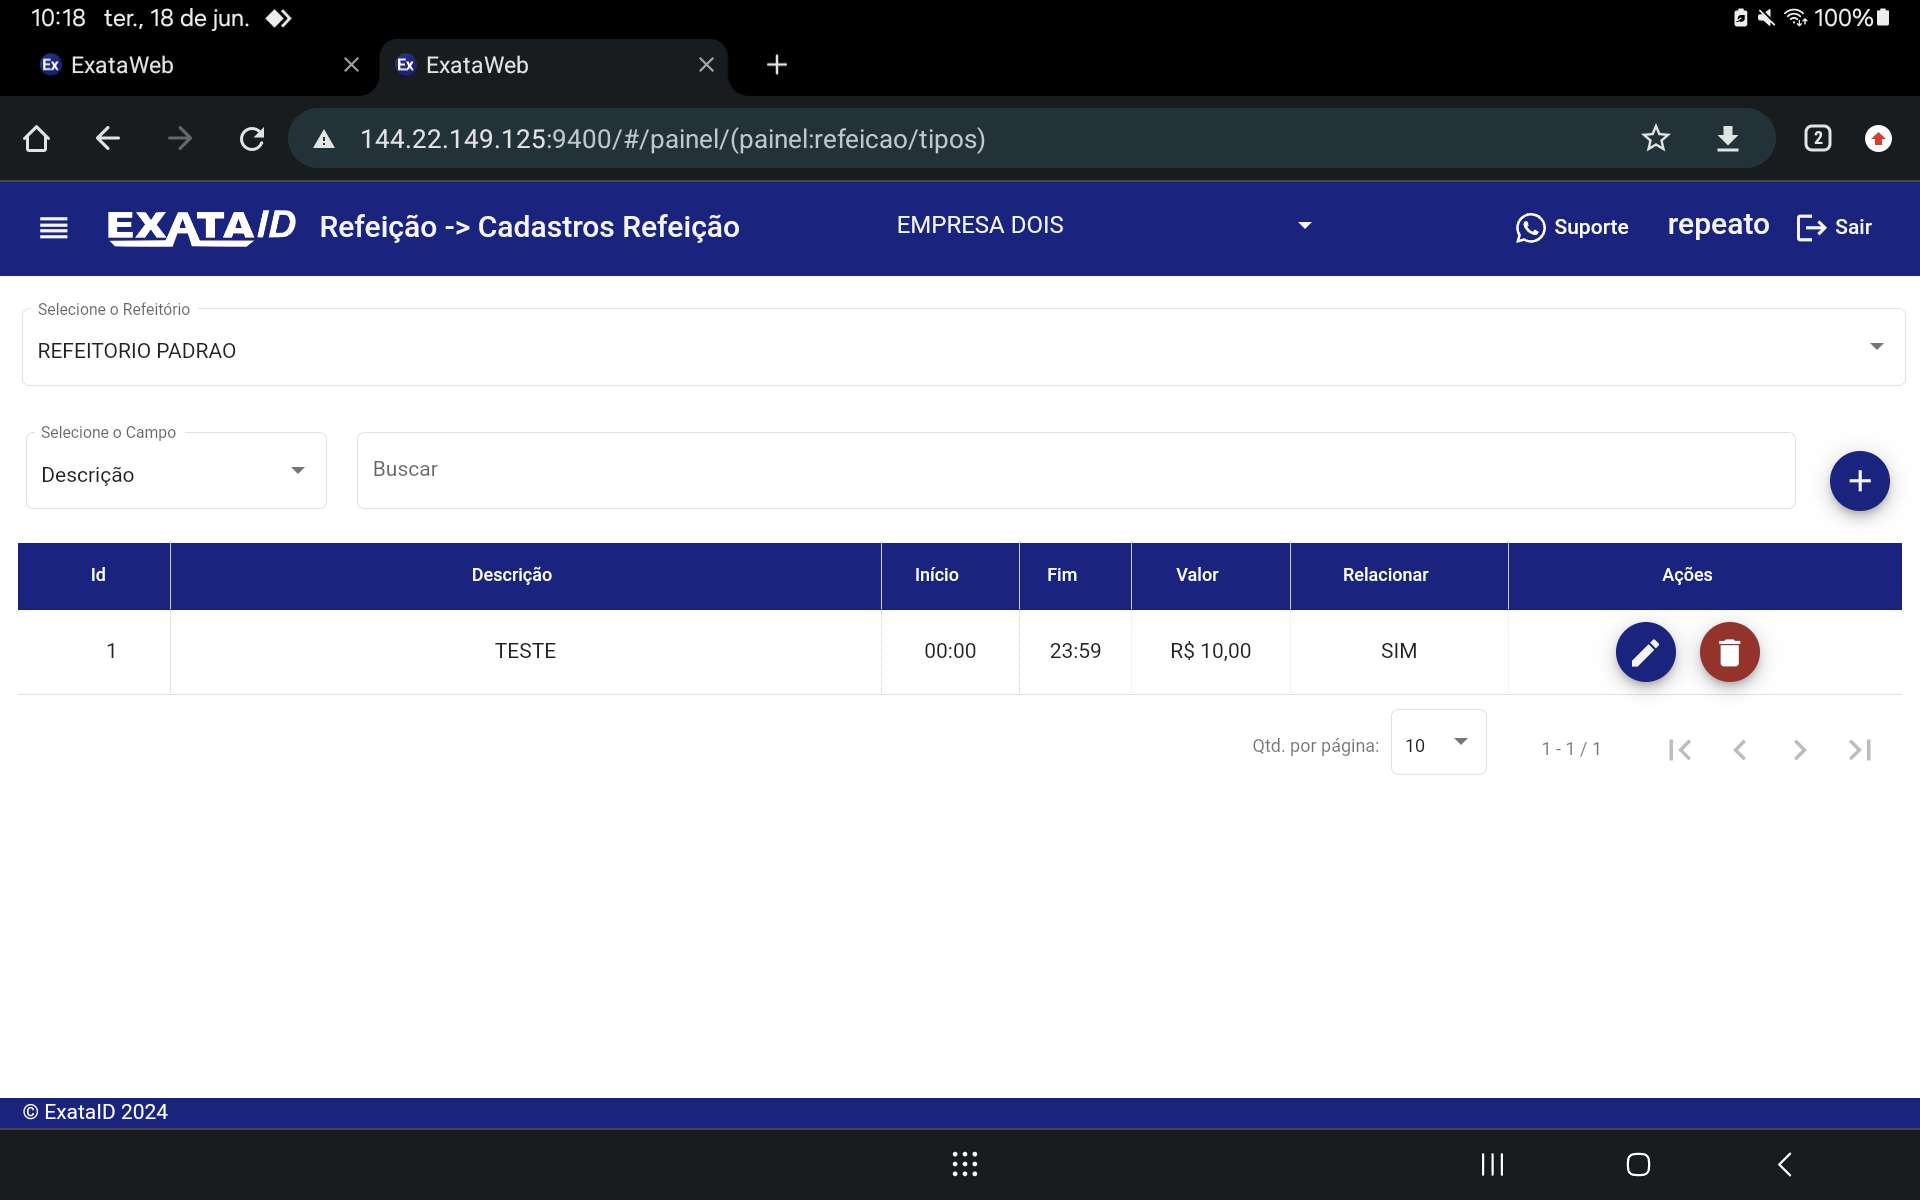 10:18 ter., 18 de jun. 100%
Ex ExataWeb Ex ExataWeb
144.22.149.125:9400/#/painel/(painel:refeicao/tipos) 2
EXATAID Refeição -> Cadastros Refeição EMPRESA DOIS Suporte repeato Sair
Selecione o Refeitório
REFEITORIO PADRAO
Selecione o Campo
Descrição Buscar
Id Descrição Início Fim Valor Relacionar Ações
1 TESTE 00:00 23:59 R$ 10,00 SIM
Qtd. por página: 10 1 - 1 / 1
© ExataID 2024